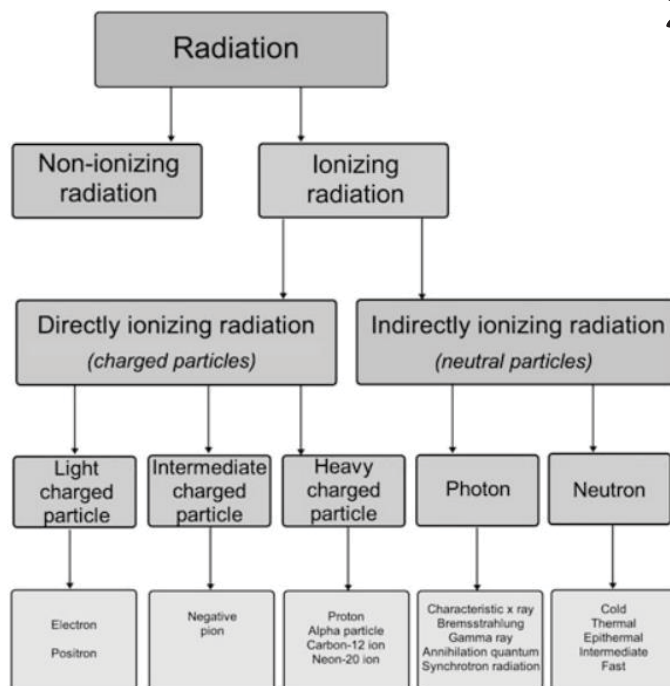 Radiation
Non-ionizing
radiation
Ionizing
radiation
Directly ionizing radiation
(charged particles)
Indirectly ionizing radiation
(neutral particles)
Light
charged
particle
Intermediate
charged
particle
Heavy
charged
particle
Photon
Neutron
Electron
Positron
Negative
pion
Proton
Alpha particle
Carbon-12 ion
Neon-20 ion
Characteristic x ray
Bremsstrahlung
Gamma ray
Annihilation quantum
Synchrotron radiation
Cold
Thermal
Epithermal
Intermediate
Fast